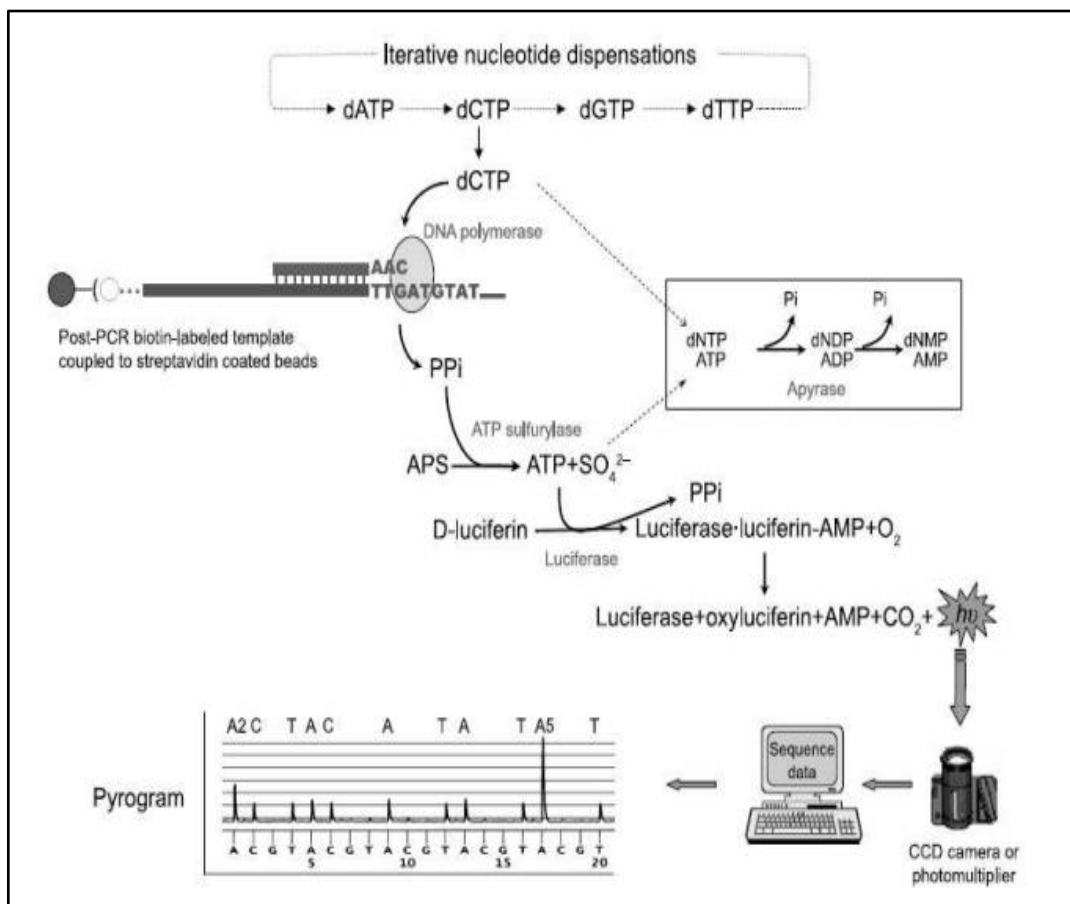 Iterative nucleotide dispensations
dATP dCTP dGTP dTTP
dCTP
DNA polymerase
AAC
TTGATGTAT
Post-PCR biotin-labeled template
coupled to streptavidin coated beads
PPi
Pi Pi
dNTP dNDP dNMP
ATP ADP AMP
Apyrase
ATP sulfurylase
APS ATP+SO₄²⁻
PPi
D-luciferin Luciferase·luciferin-AMP+O₂
Luciferase
Luciferase+oxyluciferin+AMP+CO₂+ hυ
A2 C T A C A T A T A5 T
Pyrogram
A C G T A C G T A C G T A C G T A C G T
5 10 15 20
Sequence
data
CCD camera or
photomultiplier